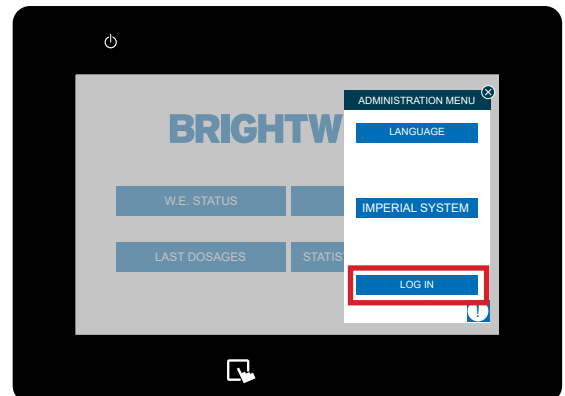 ADMINISTRATION MENU
BRIGHTW
LANGUAGE
W.E. STATUS
IMPERIAL SYSTEM
LAST DOSAGES
STATIS
LOG IN
!